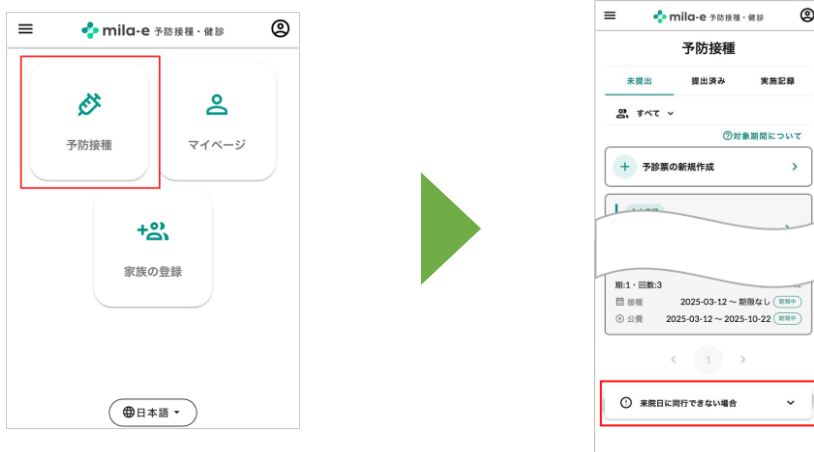 mila-e 予防接種・健診
予防接種
マイページ
家族の登録
日本語
mila-e 予防接種・健診
予防接種
未提出 提出済み 実施記録
すべて
対象期間について
予診票の新規作成
期:1・回数:3
接種 2025-03-12 ~ 期限なし 期間中
公費 2025-03-12 ~ 2025-10-22 期間中
1
来院日に同行できない場合